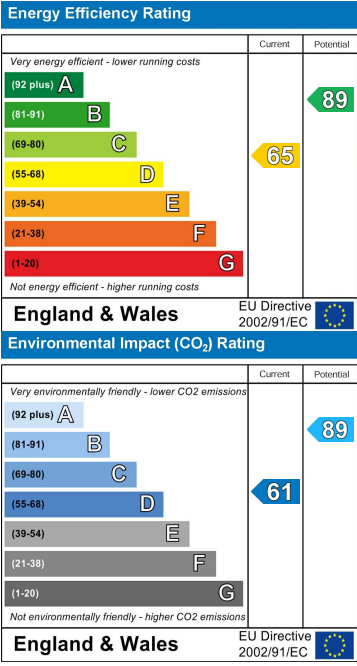 Energy Efficiency Rating
Current Potential
Very energy efficient - lower running costs
(92 plus) A
(81-91) B
(69-80) C
(55-68) D
(39-54) E
(21-38) F
(1-20) G
65
89
Not energy efficient - higher running costs
England & Wales
EU Directive
2002/91/EC
Environmental Impact (CO₂) Rating
Current Potential
Very environmentally friendly - lower CO2 emissions
(92 plus) A
(81-91) B
(69-80) C
(55-68) D
(39-54) E
(21-38) F
(1-20) G
61
89
Not environmentally friendly - higher CO2 emissions
England & Wales
EU Directive
2002/91/EC